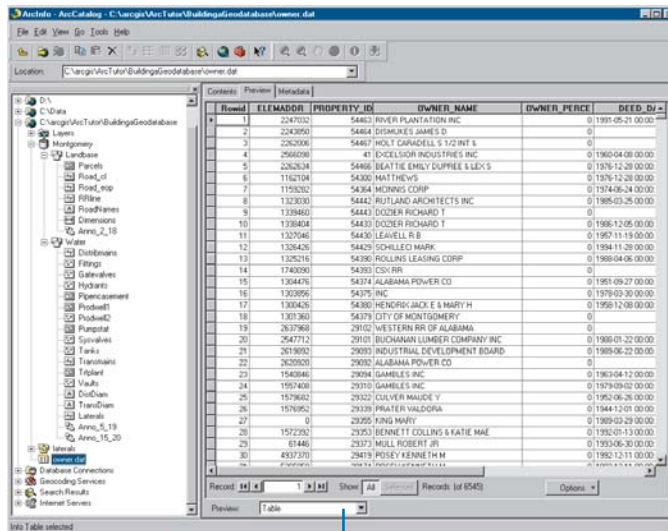 ArcInfo - ArcCatalog - C:\arcgis\ArcTutor\BuildingaGeodatabase\owner.dat
File Edit View Go Tools Help
Location: C:\arcgis\ArcTutor\BuildingaGeodatabase\owner.dat
Contents Preview Metadata
D:\
C:\Data
C:\arcgis\ArcTutor\BuildingaGeodatabase
Layers
Montgomery
Landbase
Parcels
Road_cl
Road_eop
RRline
RoadNames
Dimensions
Anno_2_18
Water
Distribmains
Fittings
Gatevalves
Hydrants
Pipencasement
Prodwell1
Prodwell2
Pumpstat
Sysvalves
Tanks
Transmains
Trtplant
Vaults
DistDiam
TransDiam
Laterals
Anno_5_19
Anno_15_20
laterals
owner.dat
Database Connections
Geocoding Services
Search Results
Internet Servers
Rowid ELEMADDR PROPERTY_ID OWNER_NAME OWNER_PERCE DEED_DA
1 2247032 54463 RIVER PLANTATION INC 0 1991-05-21 00:00:
2 2243850 54464 DISMUKES JAMES D 0
3 2262006 54467 HOLT CARADELL S 1/2 INT & 0
4 2566098 41 EXCELSIOR INDUSTRIES INC 0 1960-04-08 00:00:
5 2262634 54466 BEATTIE EMILY DUPREE & LEX S 0 1976-12-28 00:00:
6 1162104 54300 MATTHEWS 0 1976-12-28 00:00:
7 1159282 54364 MCINNIS CORP 0 1974-06-24 00:00:
8 1323030 54442 RUTLAND ARCHITECTS INC 0 1985-03-25 00:00:
9 1339460 54443 DOZIER RICHARD T 0
10 1338404 54433 DOZIER RICHARD T 0 1986-12-05 00:00:
11 1327046 54430 LEAVELL R B 0 1957-11-19 00:00:
12 1326426 54429 SCHILLECI MARK 0 1994-11-28 00:00:
13 1325216 54390 ROLLINS LEASING CORP 0 1988-04-06 00:00:
14 1740090 54393 CSX RR 0
15 1304476 54374 ALABAMA POWER CO 0 1951-09-27 00:00:
16 1303856 54375 INC 0 1978-03-30 00:00:
17 1300426 54380 HENDRIX JACK E & MARY H 0 1958-12-08 00:00:
18 1301360 54379 CITY OF MONTGOMERY 0
19 2637968 29102 WESTERN RR OF ALABAMA 0
20 2547712 29101 BUCHANAN LUMBER COMPANY INC 0 1988-01-22 00:00:
21 2619892 29093 INDUSTRIAL DEVELOPMENT BOARD 0 1989-06-22 00:00:
22 2620920 29092 ALABAMA POWER CO 0
23 1540846 29094 GAMBLES INC 0 1963-04-12 00:00:
24 1557408 29310 GAMBLES INC 0 1979-09-02 00:00:
25 1579682 29322 CULVER MAUDE Y 0 1952-06-26 00:00:
26 1576952 29339 PRATER VALDORA 0 1944-12-01 00:00:
27 0 29355 KING MARY 0 1989-03-29 00:00:
28 1572392 29353 BENNETT COLLINS & KATIE MAE 0 1992-01-13 00:00:
29 61446 29373 MULL ROBERT JR 0 1993-06-30 00:00:
30 4937370 29419 POSEY KENNETH M 0 1992-12-11 00:00:
Record: 1 Show: All Selected Records (of 6545) Options
Preview: Table
Info Table selected